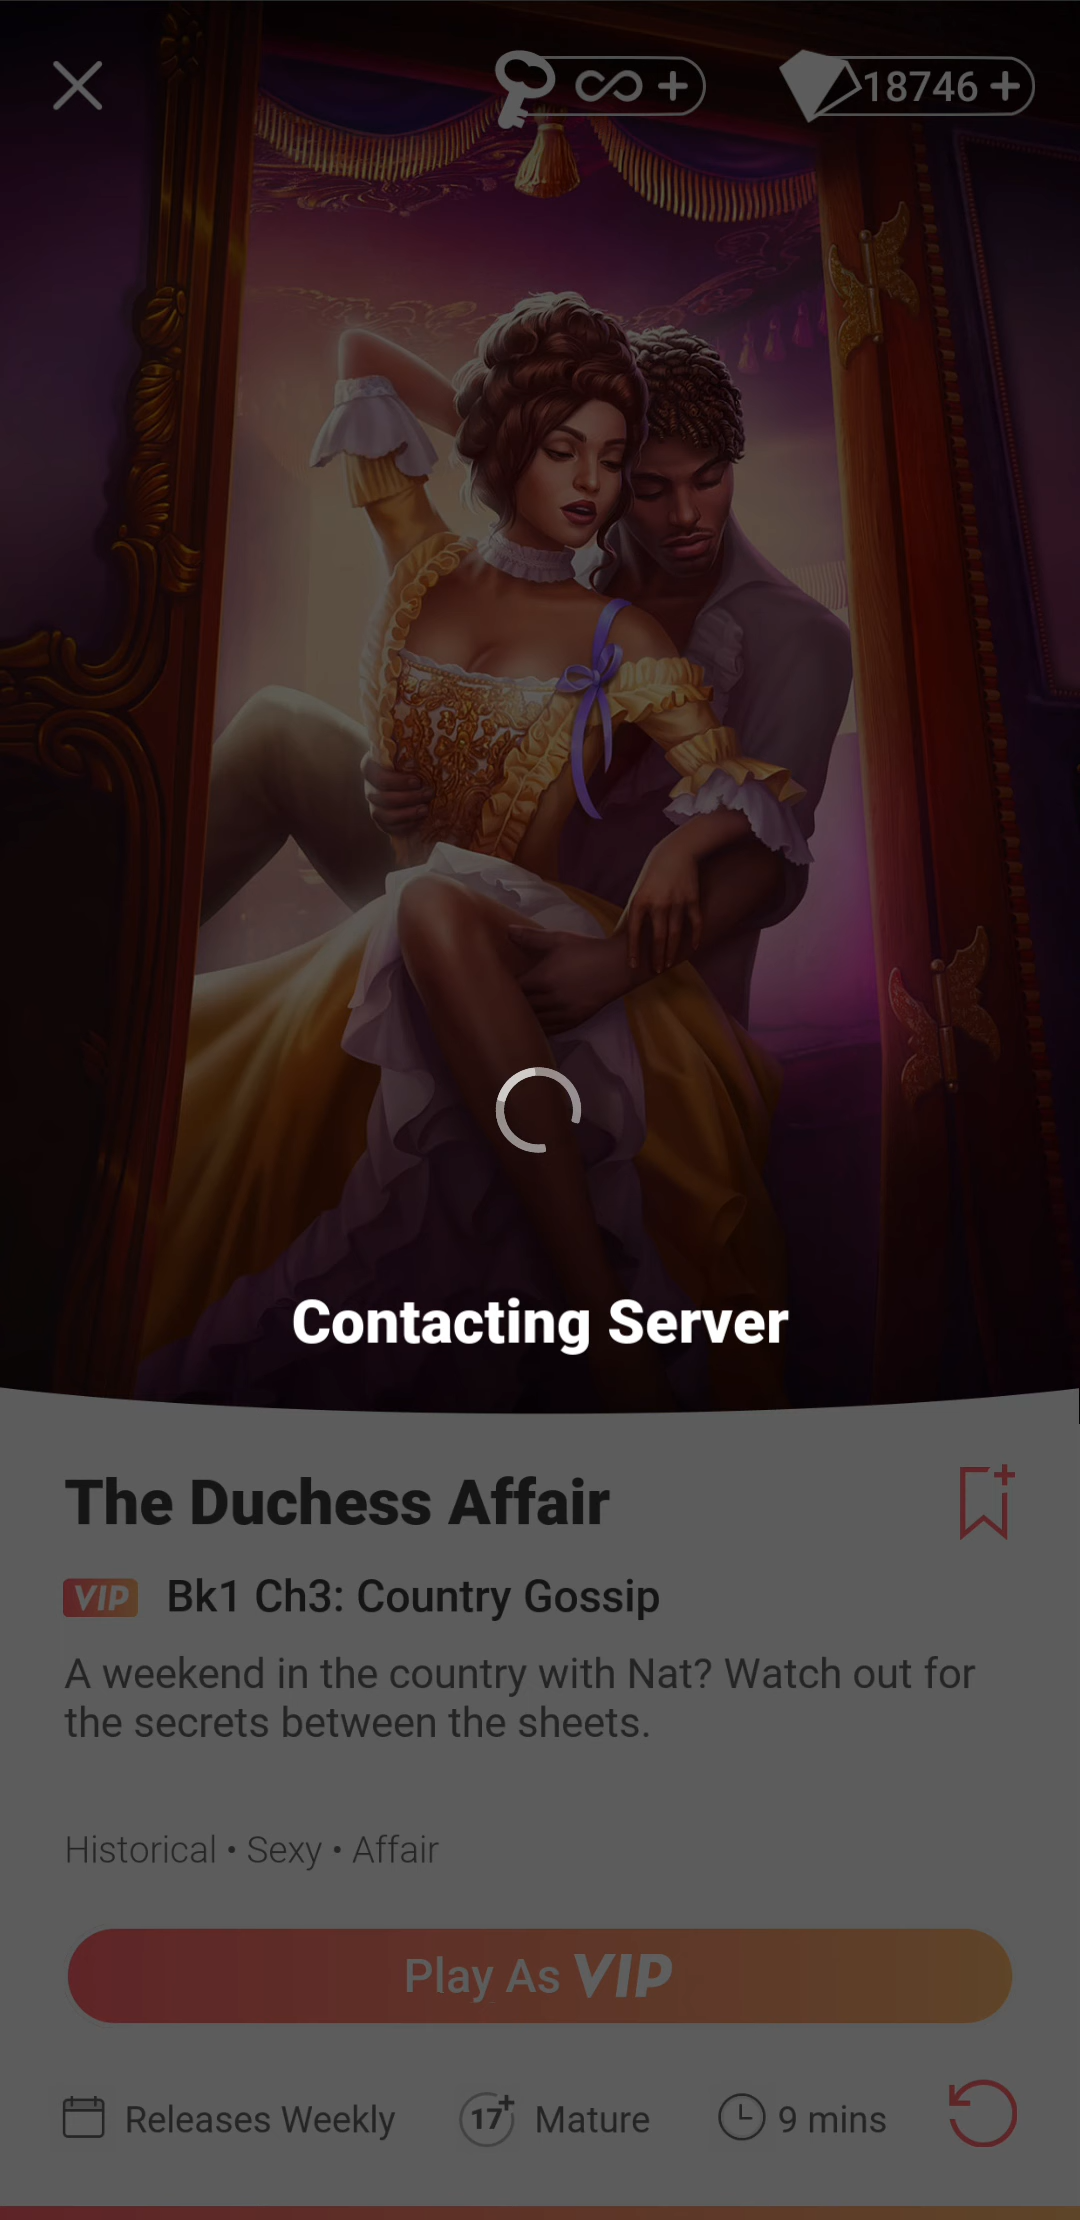 18746
Contacting Server
The Duchess Affair
VIP Bk1 Ch3: Country Gossip
A weekend in the country with Nat? Watch out for
the secrets between the sheets.
Historical • Sexy • Affair
Play As VIP
Releases Weekly 17+ Mature 9 mins